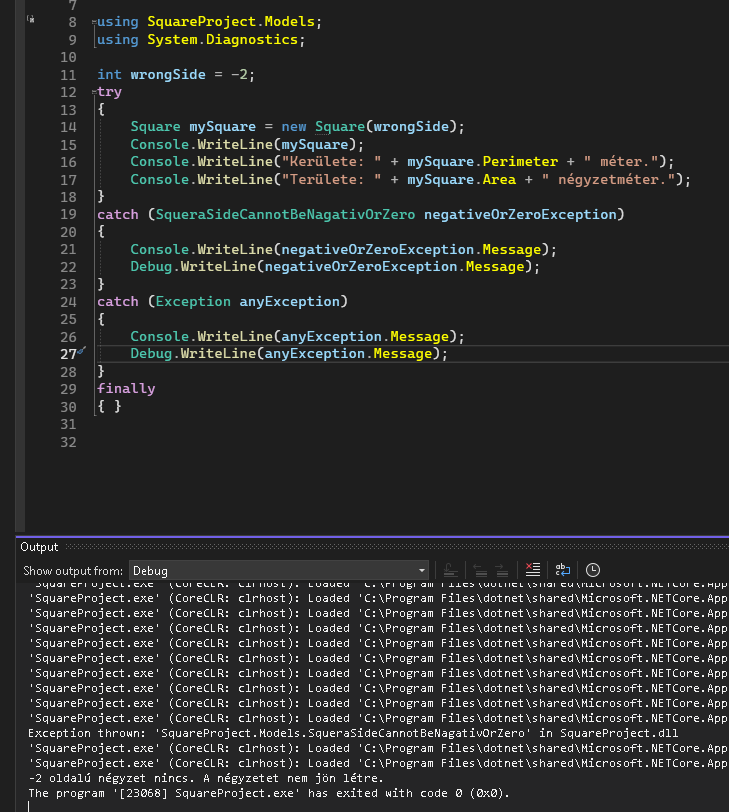 7
8 using SquareProject.Models;
9 using System.Diagnostics;
10
11 int wrongSide = -2;
12 try
13 {
14 Square mySquare = new Square(wrongSide);
15 Console.WriteLine(mySquare);
16 Console.WriteLine("Kerülete: " + mySquare.Perimeter + " méter.");
17 Console.WriteLine("Területe: " + mySquare.Area + " négyzetméter.");
18 }
19 catch (SqueraSideCannotBeNagativOrZero negativeOrZeroException)
20 {
21 Console.WriteLine(negativeOrZeroException.Message);
22 Debug.WriteLine(negativeOrZeroException.Message);
23 }
24 catch (Exception anyException)
25 {
26 Console.WriteLine(anyException.Message);
27 Debug.WriteLine(anyException.Message);
28 }
29 finally
30 { }
31
32
Output
Show output from: Debug
'SquareProject.exe' (CoreCLR: clrhost): Loaded 'C:\Program Files\dotnet\shared\Microsoft.NETCore.App
'SquareProject.exe' (CoreCLR: clrhost): Loaded 'C:\Program Files\dotnet\shared\Microsoft.NETCore.App
'SquareProject.exe' (CoreCLR: clrhost): Loaded 'C:\Program Files\dotnet\shared\Microsoft.NETCore.App
'SquareProject.exe' (CoreCLR: clrhost): Loaded 'C:\Program Files\dotnet\shared\Microsoft.NETCore.App
'SquareProject.exe' (CoreCLR: clrhost): Loaded 'C:\Program Files\dotnet\shared\Microsoft.NETCore.App
'SquareProject.exe' (CoreCLR: clrhost): Loaded 'C:\Program Files\dotnet\shared\Microsoft.NETCore.App
'SquareProject.exe' (CoreCLR: clrhost): Loaded 'C:\Program Files\dotnet\shared\Microsoft.NETCore.App
'SquareProject.exe' (CoreCLR: clrhost): Loaded 'C:\Program Files\dotnet\shared\Microsoft.NETCore.App
'SquareProject.exe' (CoreCLR: clrhost): Loaded 'C:\Program Files\dotnet\shared\Microsoft.NETCore.App
'SquareProject.exe' (CoreCLR: clrhost): Loaded 'C:\Program Files\dotnet\shared\Microsoft.NETCore.App
Exception thrown: 'SquareProject.Models.SqueraSideCannotBeNagativOrZero' in SquareProject.dll
'SquareProject.exe' (CoreCLR: clrhost): Loaded 'C:\Program Files\dotnet\shared\Microsoft.NETCore.App
'SquareProject.exe' (CoreCLR: clrhost): Loaded 'C:\Program Files\dotnet\shared\Microsoft.NETCore.App
-2 oldalú négyzet nincs. A négyzetet nem jön létre.
The program '[23068] SquareProject.exe' has exited with code 0 (0x0).